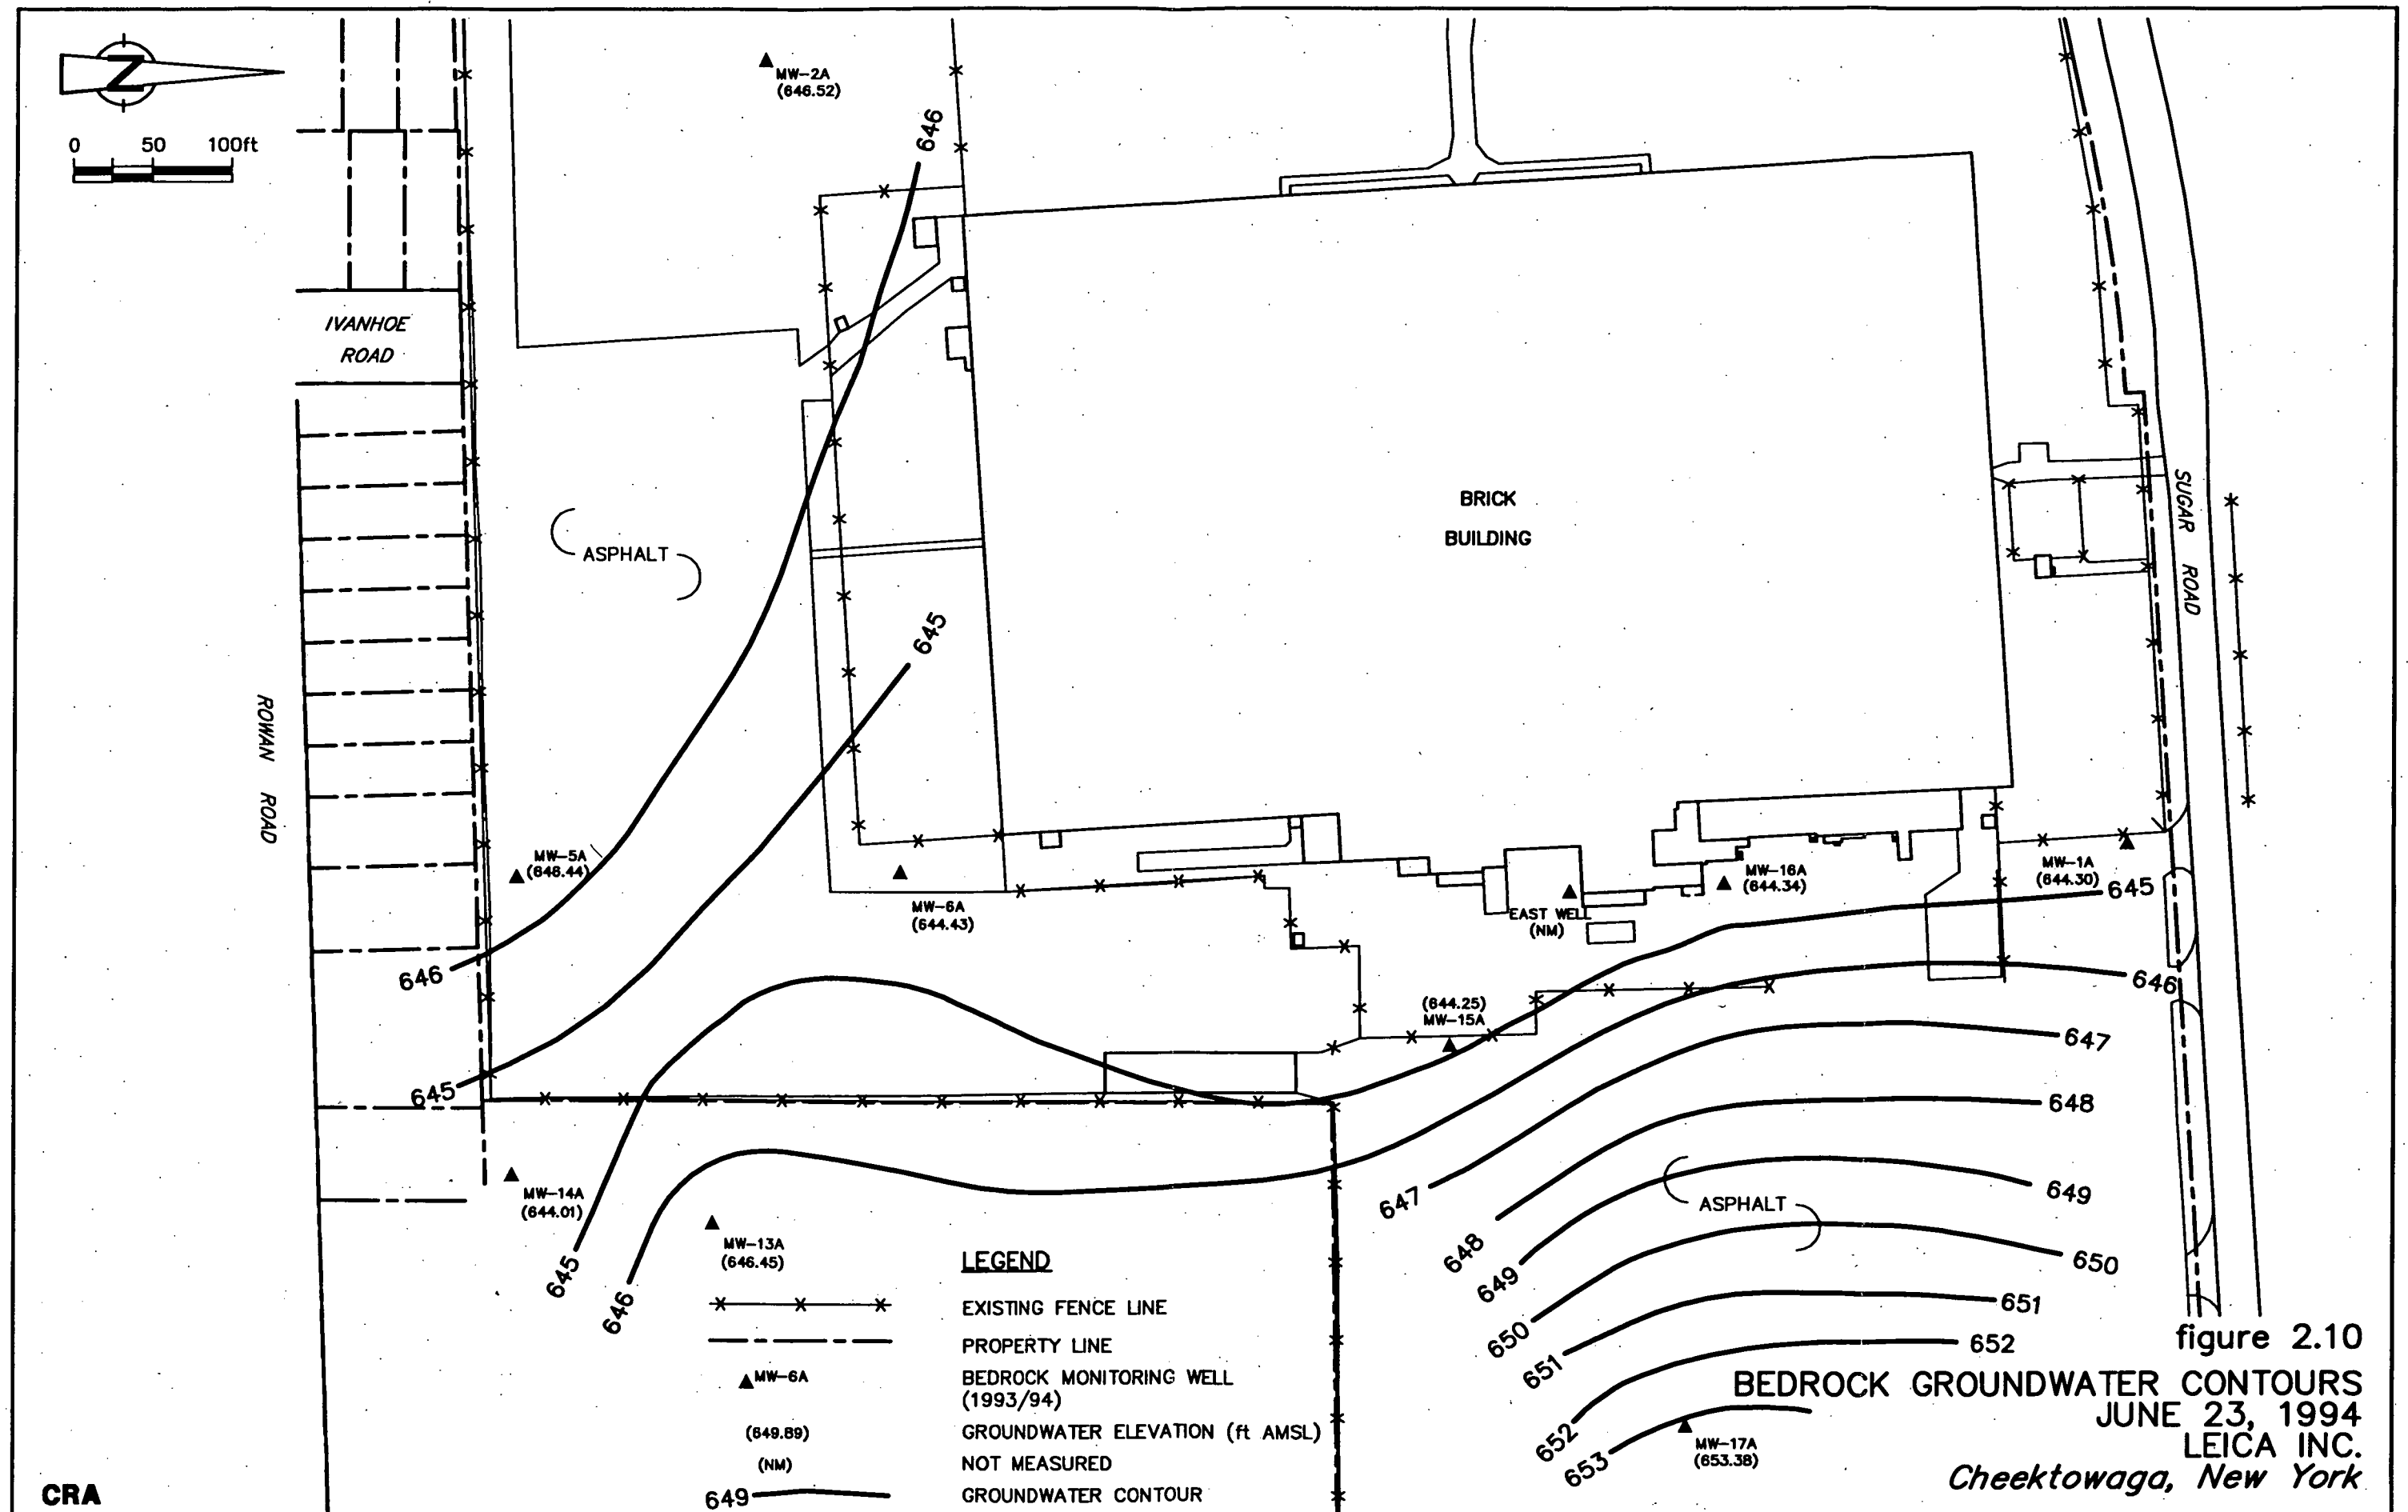 Z
0 50 100ft
MW-2A
(646.52)
646
IVANHOE
ROAD
ROWAN ROAD
ASPHALT
645
BRICK
BUILDING
SUGAR ROAD
MW-5A
(646.44)
646
645
MW-6A
(644.43)
EAST WELL
(NM)
MW-16A
(644.34)
MW-1A
(644.30)
645
(644.25)
MW-15A
646
647
648
649
650
651
652
647
648
649
650
651
652
653
ASPHALT
MW-14A
(644.01)
MW-13A
(646.45)
645
646
MW-17A
(653.38)
LEGEND
EXISTING FENCE LINE
PROPERTY LINE
MW-6A BEDROCK MONITORING WELL
(1993/94)
(649.89) GROUNDWATER ELEVATION (ft AMSL)
(NM) NOT MEASURED
649 GROUNDWATER CONTOUR
figure 2.10
BEDROCK GROUNDWATER CONTOURS
JUNE 23, 1994
LEICA INC.
Cheektowaga, New York
CRA